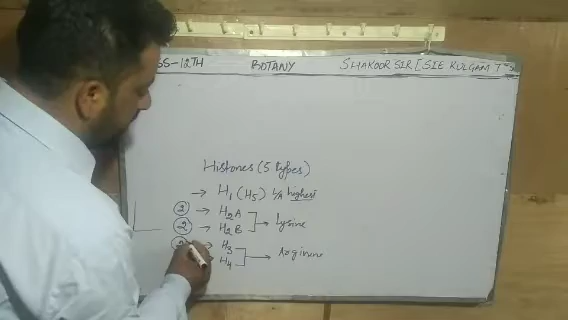 SS-12TH BOTANY SHAKOOR SIR [SIE KULGAM
Histones (5 types)
→ H1 (H5) highest
2 → H2A
2 → H2B → Lysine
2 → H3
H4 → Arginine